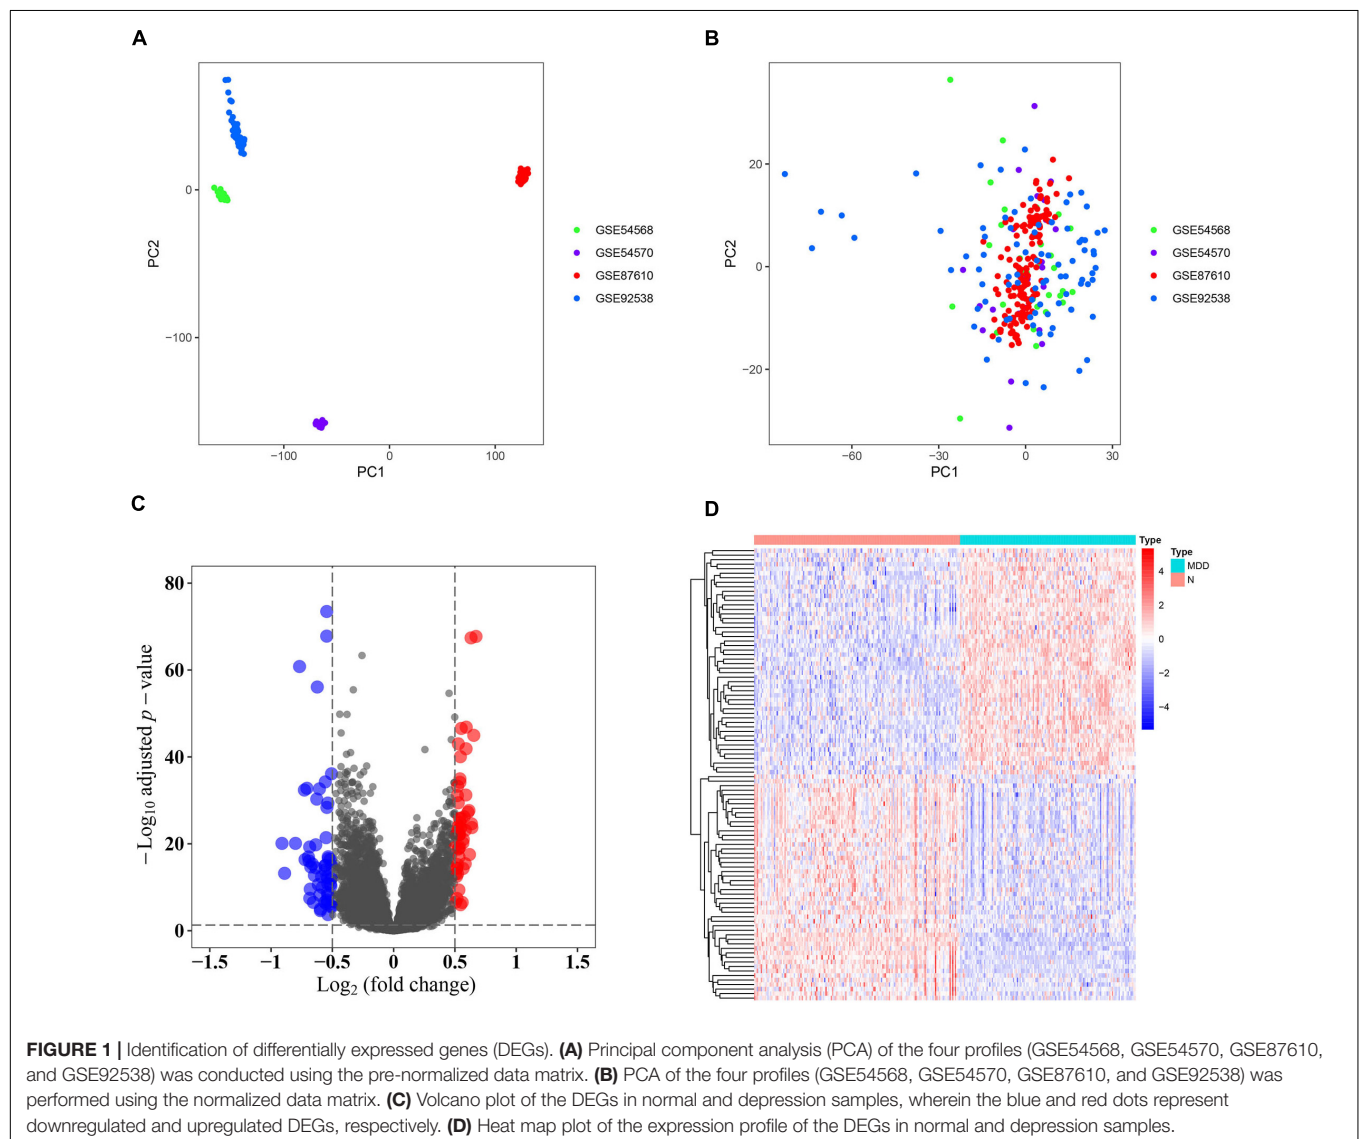 A
0
−100
PC2
−100
0
100
PC1
GSE54568
GSE54570
GSE87610
GSE92538
B
20
0
−20
PC2
−60
−30
0
30
PC1
GSE54568
GSE54570
GSE87610
GSE92538
C
80
60
40
20
0
−Log10 adjusted p−value
−1.5
−1
−0.5
0
0.5
1
1.5
Log2 (fold change)
D
Type
4
2
0
−2
−4
Type
MDD
N
FIGURE 1 | Identification of differentially expressed genes (DEGs). (A) Principal component analysis (PCA) of the four profiles (GSE54568, GSE54570, GSE87610,
and GSE92538) was conducted using the pre-normalized data matrix. (B) PCA of the four profiles (GSE54568, GSE54570, GSE87610, and GSE92538) was
performed using the normalized data matrix. (C) Volcano plot of the DEGs in normal and depression samples, wherein the blue and red dots represent
downregulated and upregulated DEGs, respectively. (D) Heat map plot of the expression profile of the DEGs in normal and depression samples.